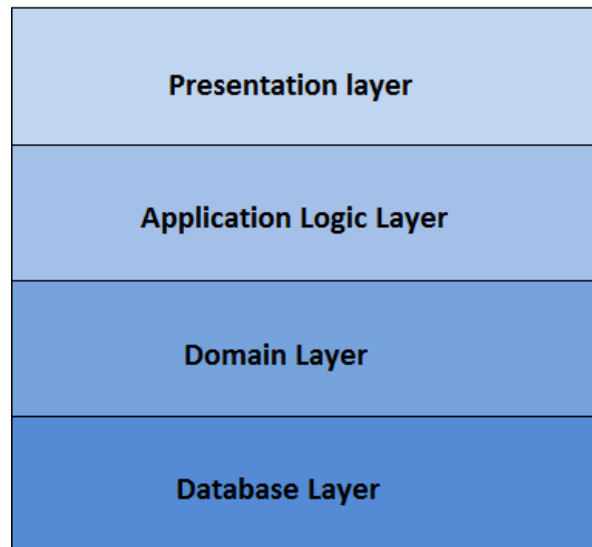 Presentation layer
Application Logic Layer
Domain Layer
Database Layer